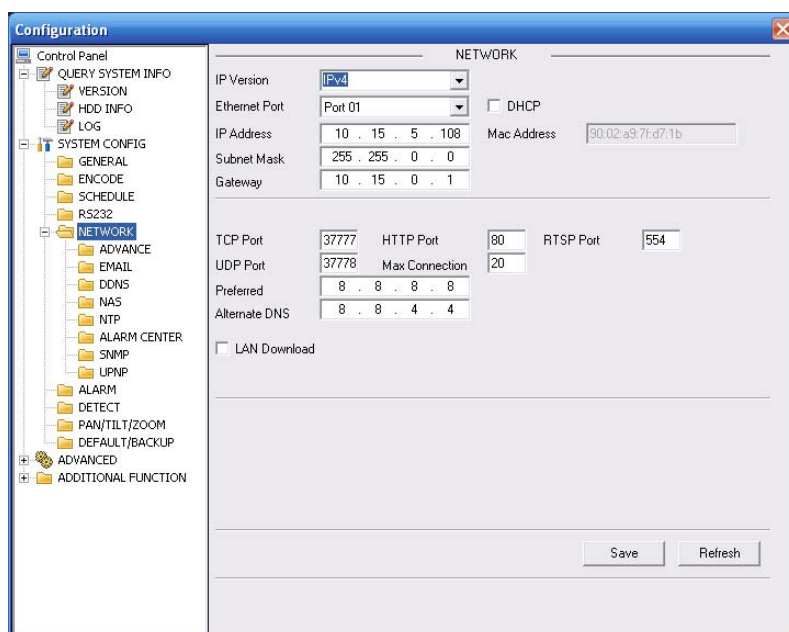 Configuration
Control Panel
QUERY SYSTEM INFO
VERSION
HDD INFO
LOG
SYSTEM CONFIG
GENERAL
ENCODE
SCHEDULE
RS232
NETWORK
ADVANCE
EMAIL
DDNS
NAS
NTP
ALARM CENTER
SNMP
UPNP
ALARM
DETECT
PAN/TILT/ZOOM
DEFAULT/BACKUP
ADVANCED
ADDITIONAL FUNCTION
NETWORK
IP Version IPv4
Ethernet Port Port 01 DHCP
IP Address 10 . 15 . 5 . 108 Mac Address 90:02:a9:7f:d7:1b
Subnet Mask 255 . 255 . 0 . 0
Gateway 10 . 15 . 0 . 1
TCP Port 37777 HTTP Port 80 RTSP Port 554
UDP Port 37778 Max Connection 20
Preferred 8 . 8 . 8 . 8
Alternate DNS 8 . 8 . 4 . 4
LAN Download
Save Refresh